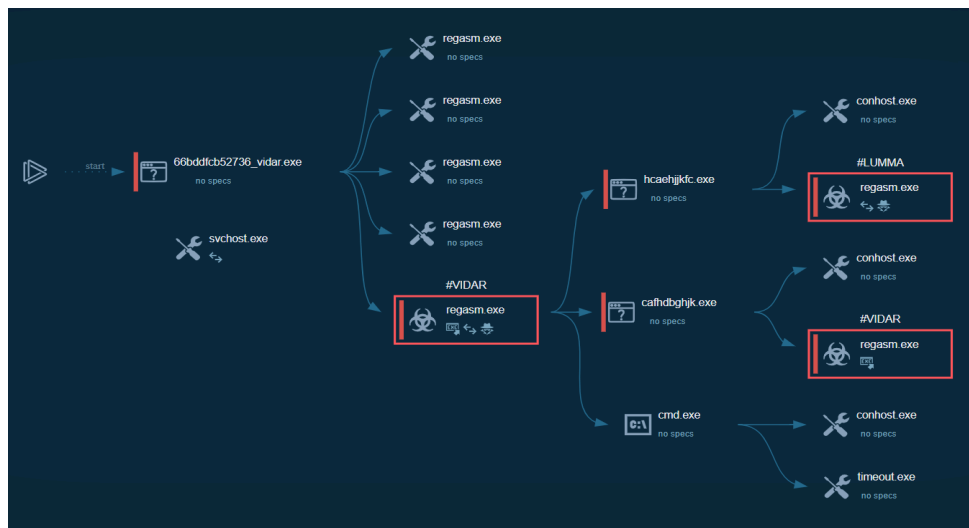 start
66bddfcb52736_vidar.exe
no specs
svchost.exe
regasm.exe
no specs
regasm.exe
no specs
regasm.exe
no specs
regasm.exe
no specs
#VIDAR
regasm.exe
EXE
hcaehjjkfc.exe
no specs
cafhdbghjk.exe
no specs
C:\
cmd.exe
no specs
conhost.exe
no specs
#LUMMA
regasm.exe
conhost.exe
no specs
#VIDAR
regasm.exe
EXE
conhost.exe
no specs
timeout.exe
no specs